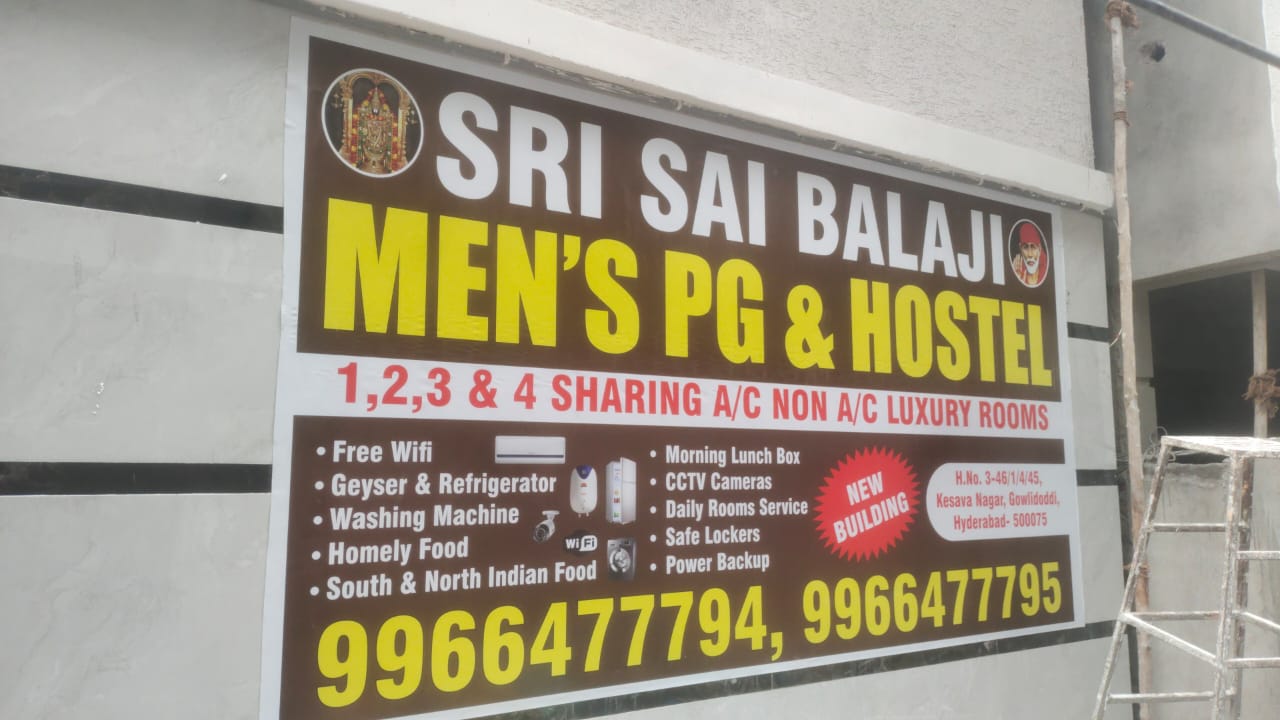 SRI SAI BALAJI
MEN'S PG & HOSTEL
1,2,3 & 4 SHARING A/C NON A/C LUXURY ROOMS
• Free Wifi
• Geyser & Refrigerator
• Washing Machine
• Homely Food
• South & North Indian Food
WiFi
• Morning Lunch Box
• CCTV Cameras
• Daily Rooms Service
• Safe Lockers
• Power Backup
NEW
BUILDING
H.No. 3-46/1/4/45,
Kesava Nagar, Gowlidoddi,
Hyderabad- 500075
9966477794, 9966477795